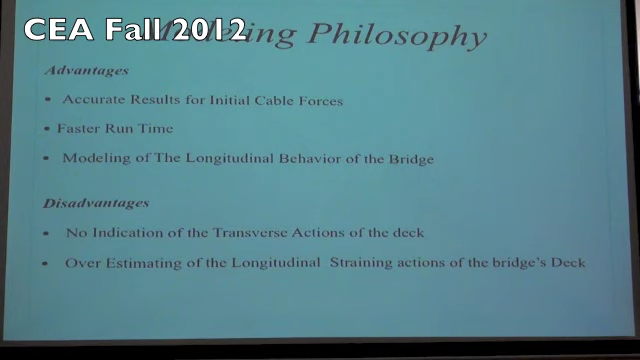 CEA Fall 2012
Modeling Philosophy
Advantages
• Accurate Results for Initial Cable Forces
• Faster Run Time
• Modeling of The Longitudinal Behavior of the Bridge
Disadvantages
• No Indication of the Transverse Actions of the deck
• Over Estimating of the Longitudinal Straining actions of the bridge's Deck